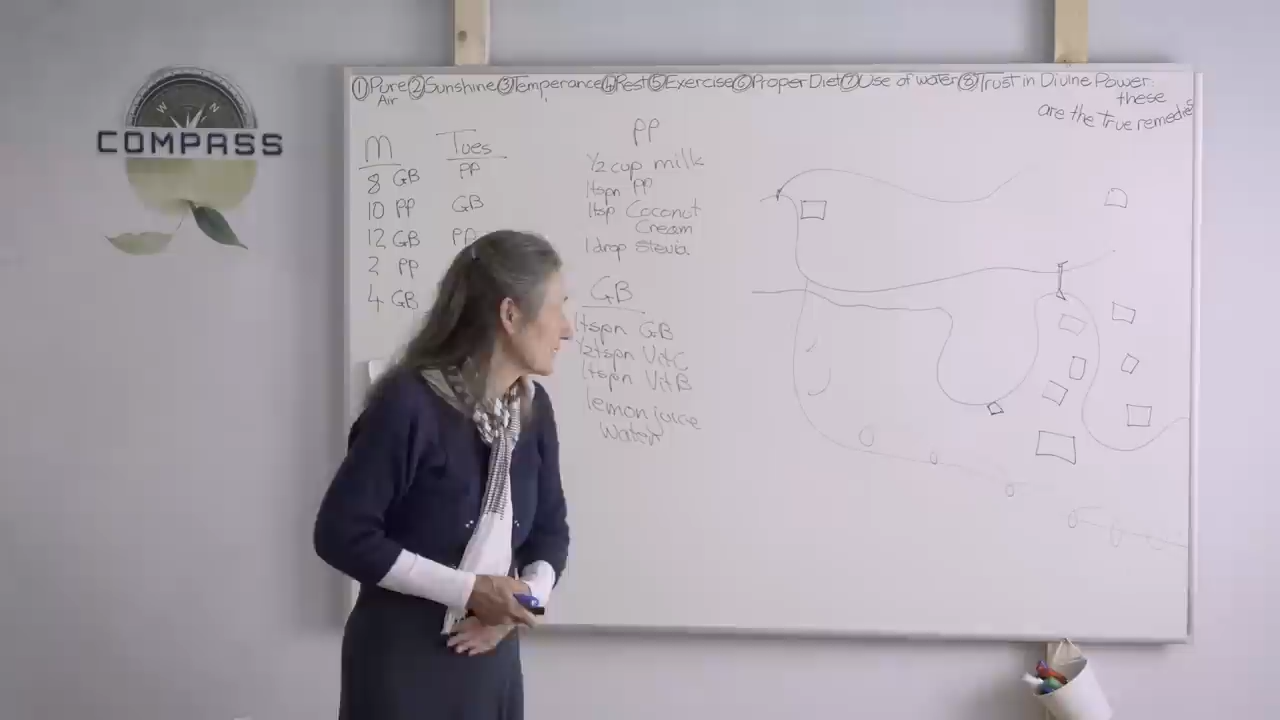 W N
COMPASS
①Pure ②Sunshine ③Temperance ④Rest ⑤Exercise ⑥Proper Diet ⑦Use of water ⑧Trust in Divine Power:
Air
these
are the true remedies
M
8 GB
10 PP
12 GB
2 PP
4 GB
Tues
PP
GB
PP
PP
1/2 cup milk
1tspn PP
1tsp Coconut
Cream
1 drop stevia.
GB
1tspn GB
1/2tspn VitC
1tspn VitB
lemon juice
Water